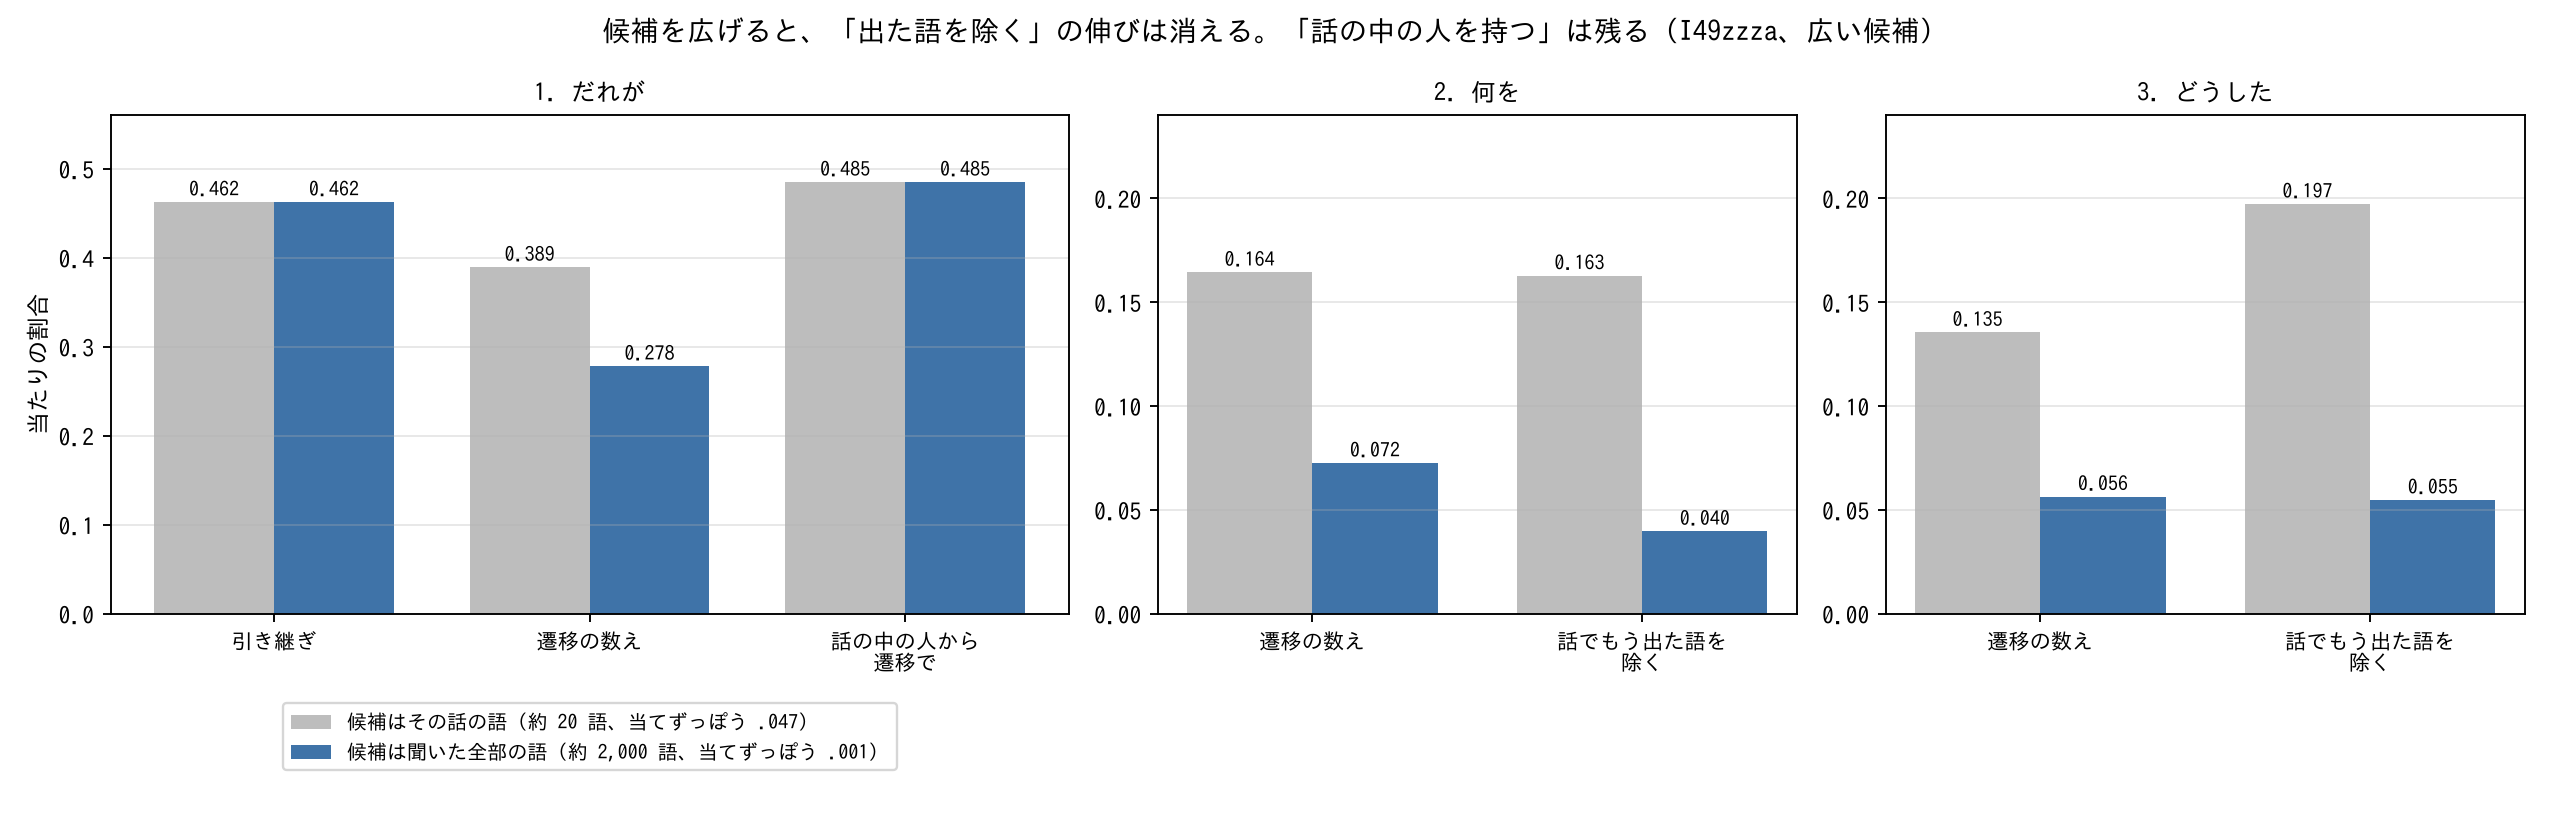 候補を広げると、「出た語を除く」の伸びは消える。「話の中の人を持つ」は残る（I49zzza、広い候補）
1. だれが
当たりの割合
0.5
0.4
0.3
0.2
0.1
0.0
0.462
0.462
0.389
0.278
0.485
0.485
引き継ぎ
遷移の数え
話の中の人から
遷移で
2. 何を
0.20
0.15
0.10
0.05
0.00
0.164
0.072
0.163
0.040
遷移の数え
話でもう出た語を
除く
3. どうした
0.20
0.15
0.10
0.05
0.00
0.135
0.056
0.197
0.055
遷移の数え
話でもう出た語を
除く
候補はその話の語（約 20 語、当てずっぽう .047）
候補は聞いた全部の語（約 2,000 語、当てずっぽう .001）